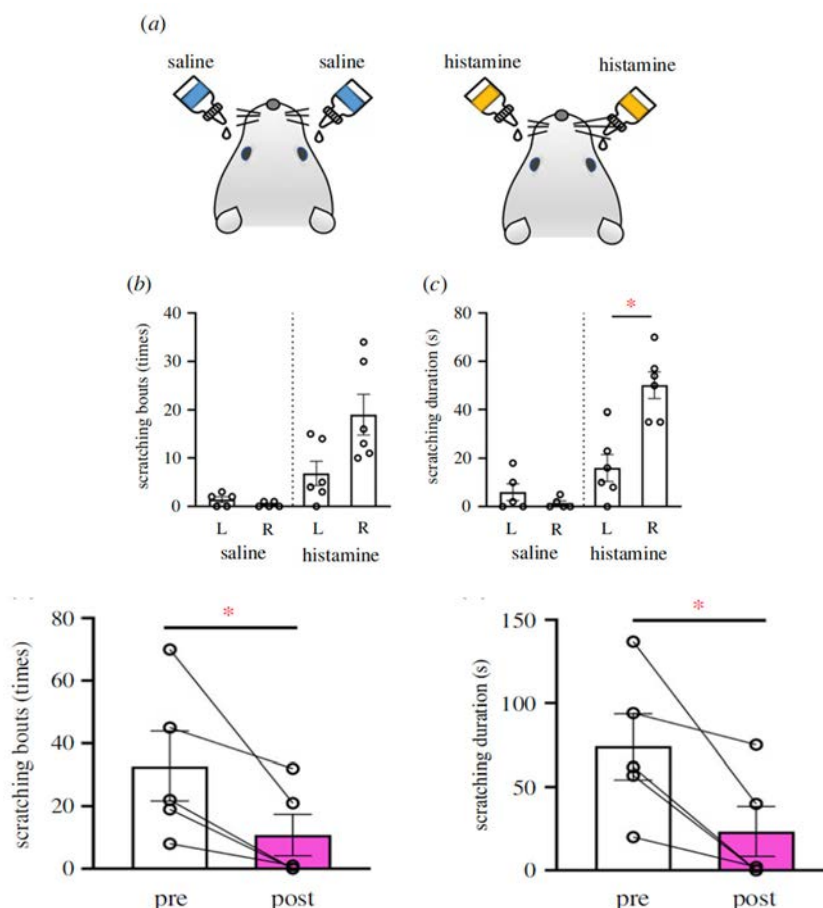 (a)
saline
saline
histamine
histamine
(b)
scratching bouts (times)
40
30
20
10
0
L
R
L
R
saline
histamine
(c)
scratching duration (s)
80
60
40
20
0
*
L
R
L
R
saline
histamine
scratching bouts (times)
80
60
40
20
0
*
pre
post
scratching duration (s)
150
100
50
0
*
pre
post